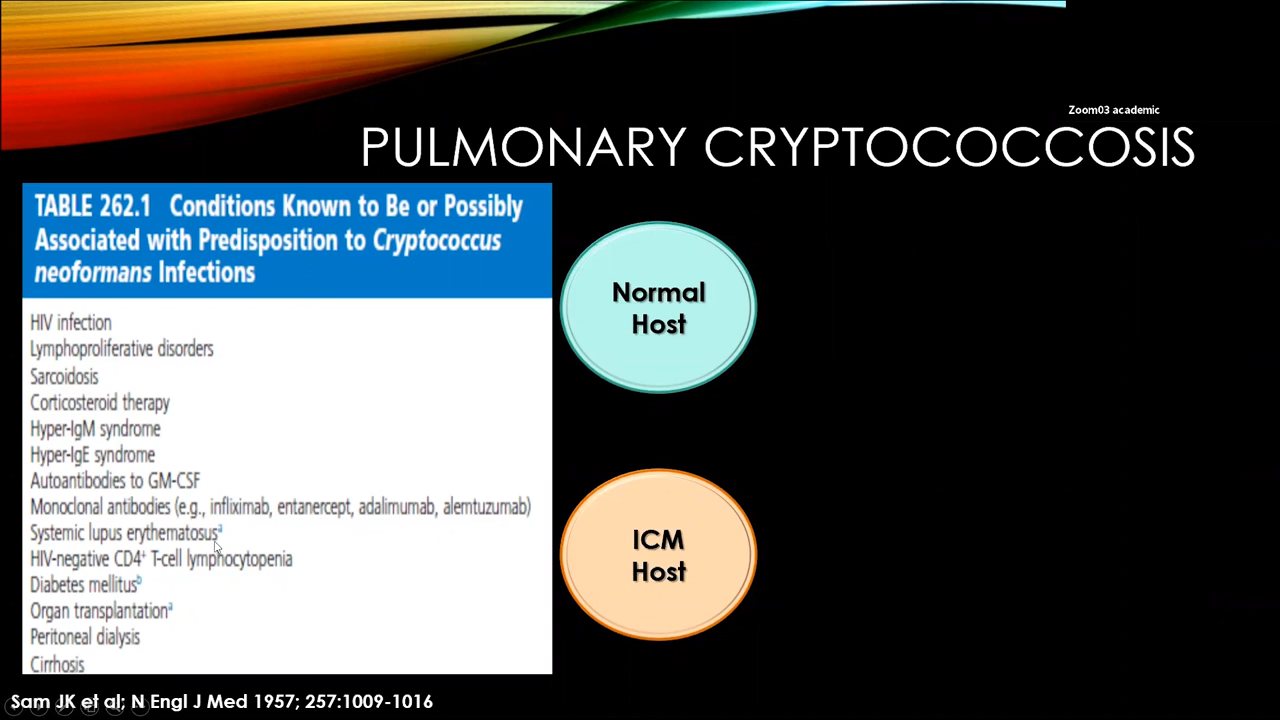 Zoom03 academic
PULMONARY CRYPTOCOCCOSIS
TABLE 262.1 Conditions Known to Be or Possibly
Associated with Predisposition to Cryptococcus
neoformans Infections
HIV infection
Lymphoproliferative disorders
Sarcoidosis
Corticosteroid therapy
Hyper-IgM syndrome
Hyper-IgE syndrome
Autoantibodies to GM-CSF
Monoclonal antibodies (e.g., infliximab, entanercept, adalimumab, alemtuzumab)
Systemic lupus erythematosusᵃ
HIV-negative CD4⁺ T-cell lymphocytopenia
Diabetes mellitusᵇ
Organ transplantationᵃ
Peritoneal dialysis
Cirrhosis
Normal
Host
ICM
Host
Sam JK et al; N Engl J Med 1957; 257:1009-1016